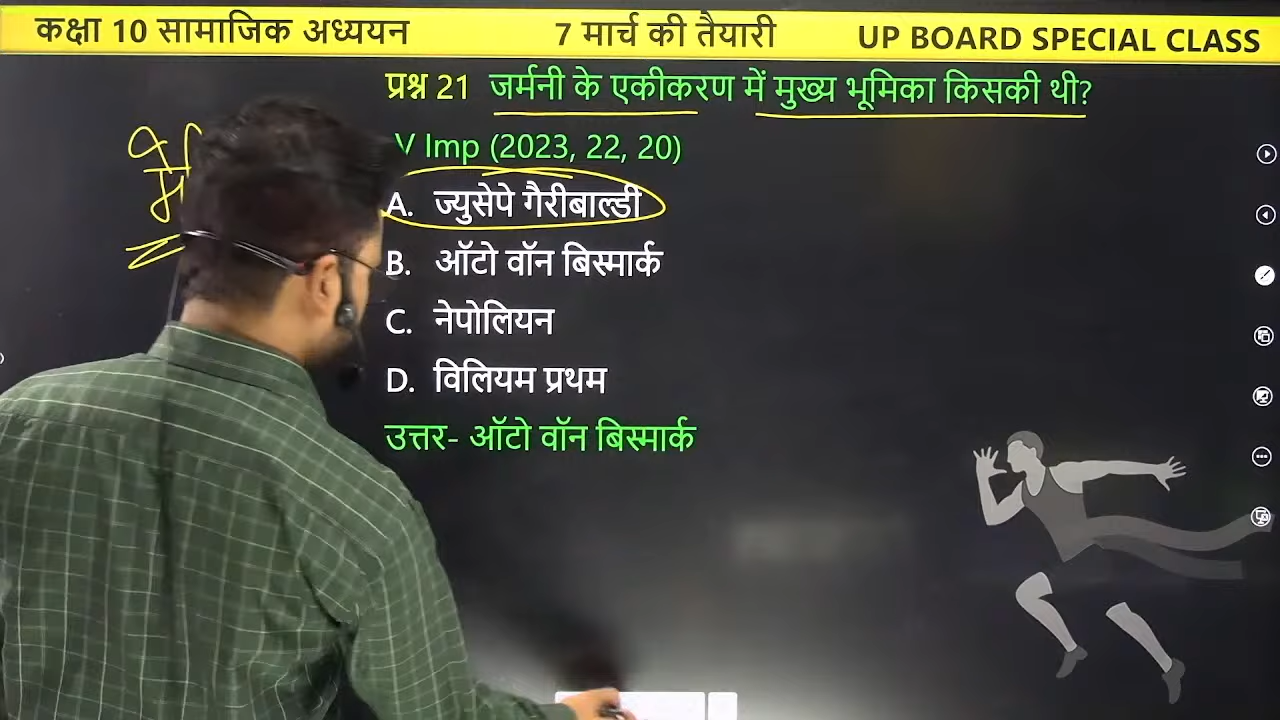 कक्षा 10 सामाजिक अध्ययन 7 मार्च की तैयारी UP BOARD SPECIAL CLASS
प्रश्न 21 जर्मनी के एकीकरण में मुख्य भूमिका किसकी थी?
V Imp (2023, 22, 20)
A. ज्युसेपे गैरीबाल्डी
B. ऑटो वॉन बिस्मार्क
C. नेपोलियन
D. विलियम प्रथम
उत्तर- ऑटो वॉन बिस्मार्क